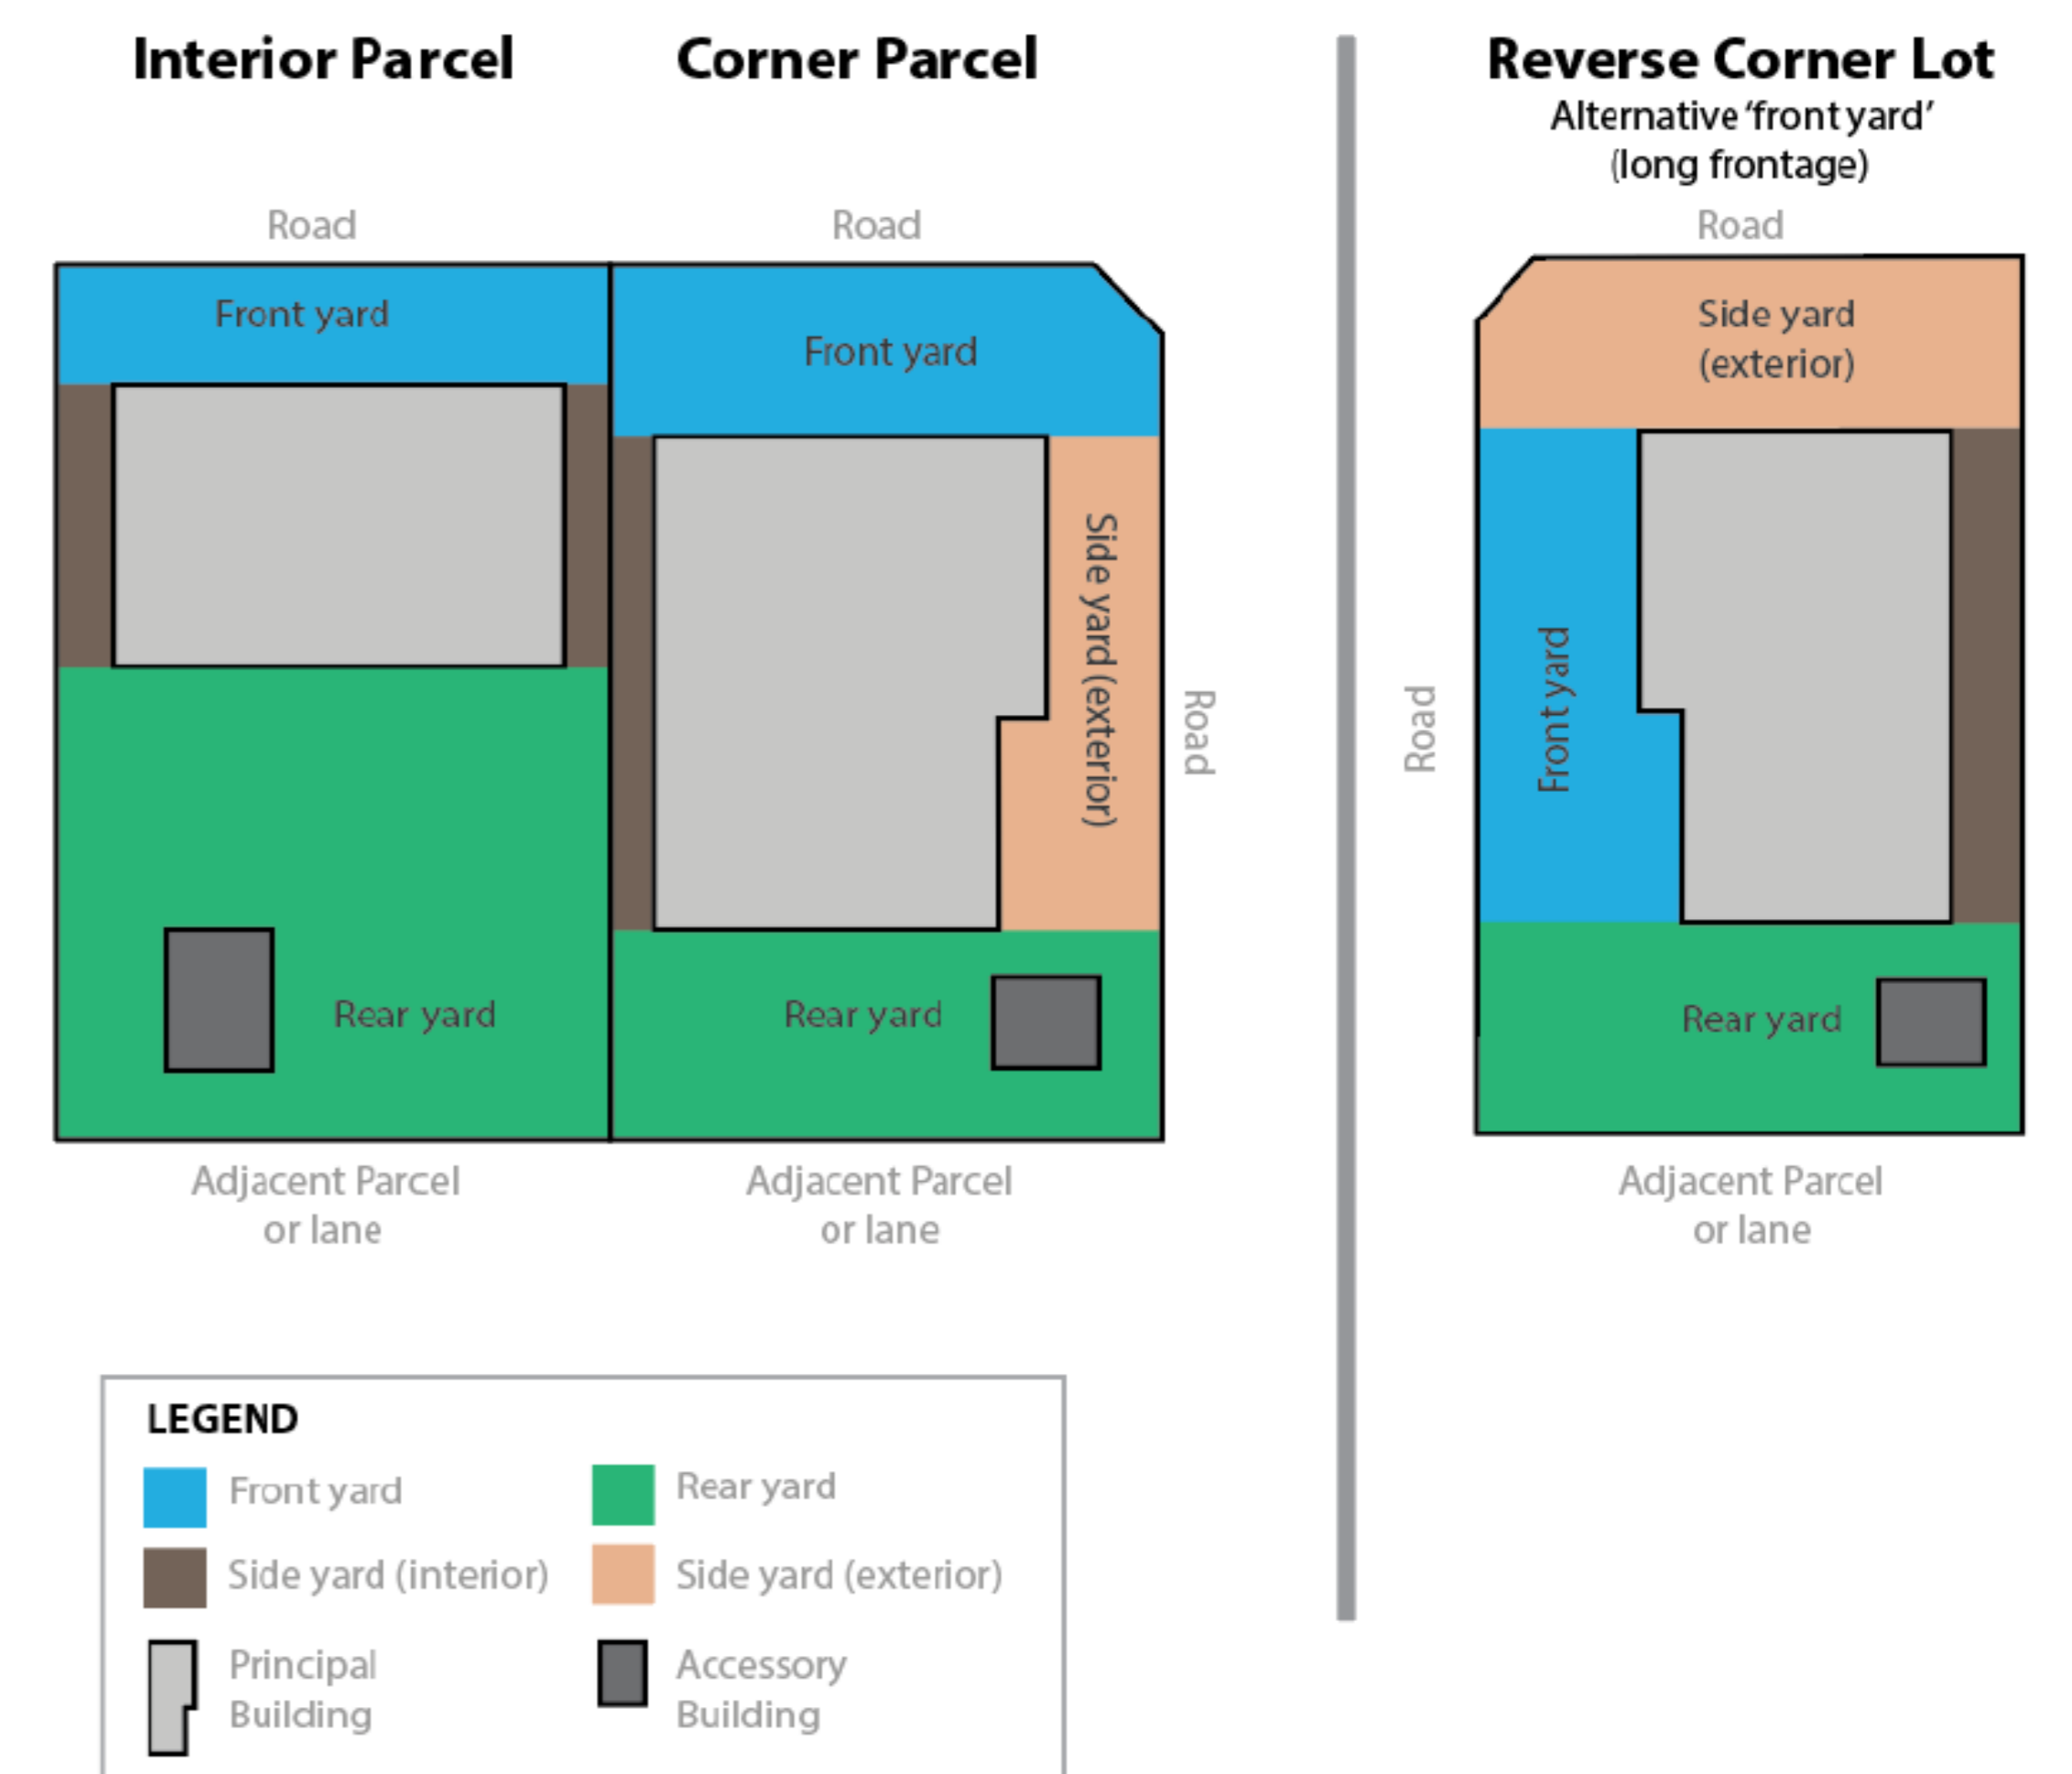 Interior Parcel
Corner Parcel
Road
Road
Front yard
Front yard
Side yard (exterior)
Road
Rear yard
Rear yard
Adjacent Parcel
or lane
Adjacent Parcel
or lane
Reverse Corner Lot
Alternative ‘front yard’
(long frontage)
Road
Side yard
(exterior)
Road
Front yard
Rear yard
Adjacent Parcel
or lane
LEGEND
Front yard
Rear yard
Side yard (interior)
Side yard (exterior)
Principal
Building
Accessory
Building